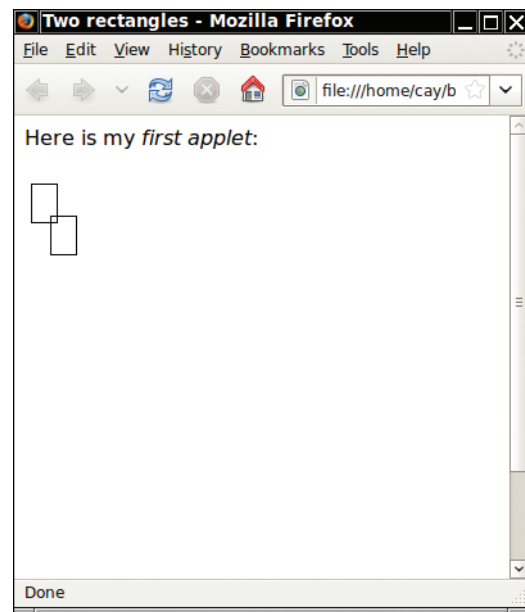 Two rectangles - Mozilla Firefox
File Edit View History Bookmarks Tools Help
file:///home/cay/b
Here is my first applet:
Done